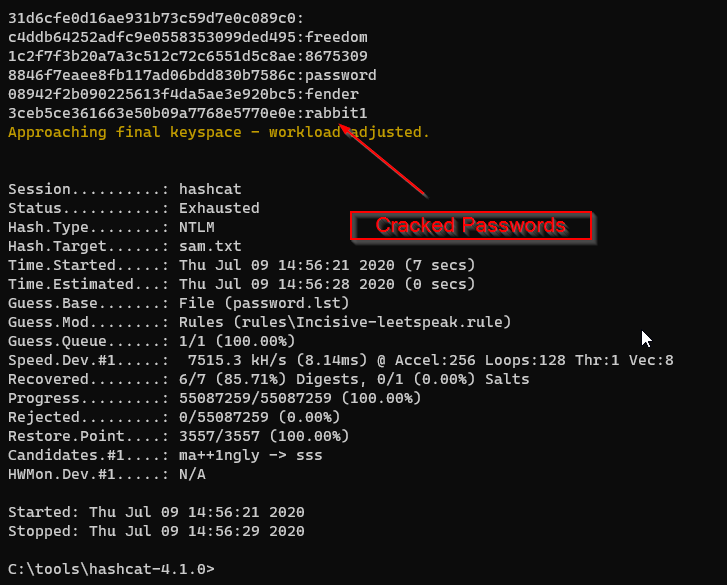 31d6cfe0d16ae931b73c59d7e0c089c0:
c4ddb64252adfc9e0558353099ded495:freedom
1c2f7f3b20a7a3c512c72c6551d5c8ae:8675309
8846f7eaee8fb117ad06bdd830b7586c:password
08942f2b090225613f4da5ae3e920bc5:fender
3ceb5ce361663e50b09a7768e5770e0e:rabbit1
Approaching final keyspace - workload adjusted.
Session..........: hashcat
Status...........: Exhausted
Cracked Passwords
Hash.Type........: NTLM
Hash.Target......: sam.txt
Time.Started.....: Thu Jul 09 14:56:21 2020 (7 secs)
Time.Estimated...: Thu Jul 09 14:56:28 2020 (0 secs)
Guess.Base.......: File (password.lst)
Guess.Mod........: Rules (rules\Incisive-leetspeak.rule)
Guess.Queue......: 1/1 (100.00%)
Speed.Dev.#1.....:  7515.3 kH/s (8.14ms) @ Accel:256 Loops:128 Thr:1 Vec:8
Recovered........: 6/7 (85.71%) Digests, 0/1 (0.00%) Salts
Progress.........: 55087259/55087259 (100.00%)
Rejected.........: 0/55087259 (0.00%)
Restore.Point....: 3557/3557 (100.00%)
Candidates.#1....: ma++1ngly -> sss
HWMon.Dev.#1.....: N/A
Started: Thu Jul 09 14:56:21 2020
Stopped: Thu Jul 09 14:56:29 2020
C:\tools\hashcat-4.1.0>